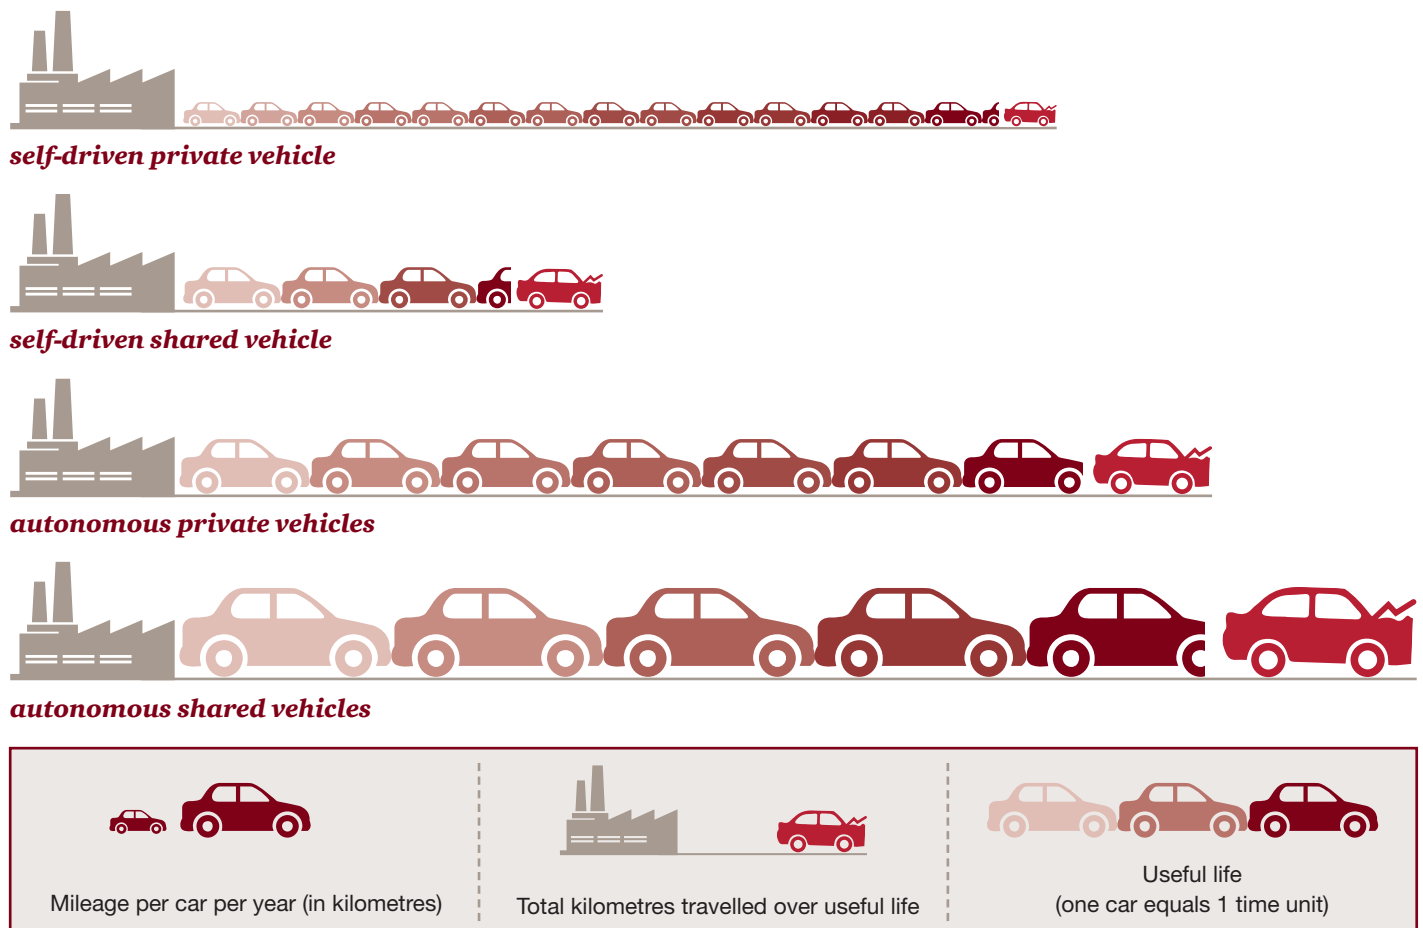 self-driven private vehicle
self-driven shared vehicle
autonomous private vehicles
autonomous shared vehicles
Mileage per car per year (in kilometres)
Total kilometres travelled over useful life
Useful life
(one car equals 1 time unit)